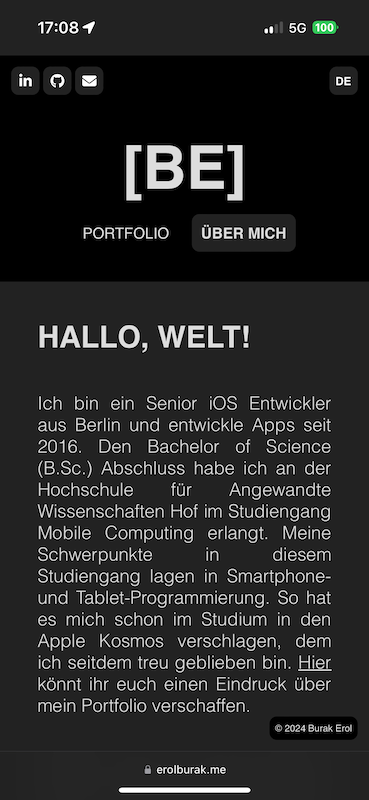 17:08
5G
100
in
DE
[BE]
PORTFOLIO
ÜBER MICH
HALLO, WELT!
Ich bin ein Senior iOS Entwickler
aus Berlin und entwickle Apps seit
2016. Den Bachelor of Science
(B.Sc.) Abschluss habe ich an der
Hochschule für Angewandte
Wissenschaften Hof im Studiengang
Mobile Computing erlangt. Meine
Schwerpunkte in diesem
Studiengang lagen in Smartphone-
und Tablet-Programmierung. So hat
es mich schon im Studium in den
Apple Kosmos verschlagen, dem
ich seitdem treu geblieben bin. Hier
könnt ihr euch einen Eindruck über
mein Portfolio verschaffen.
© 2024 Burak Erol
erolburak.me